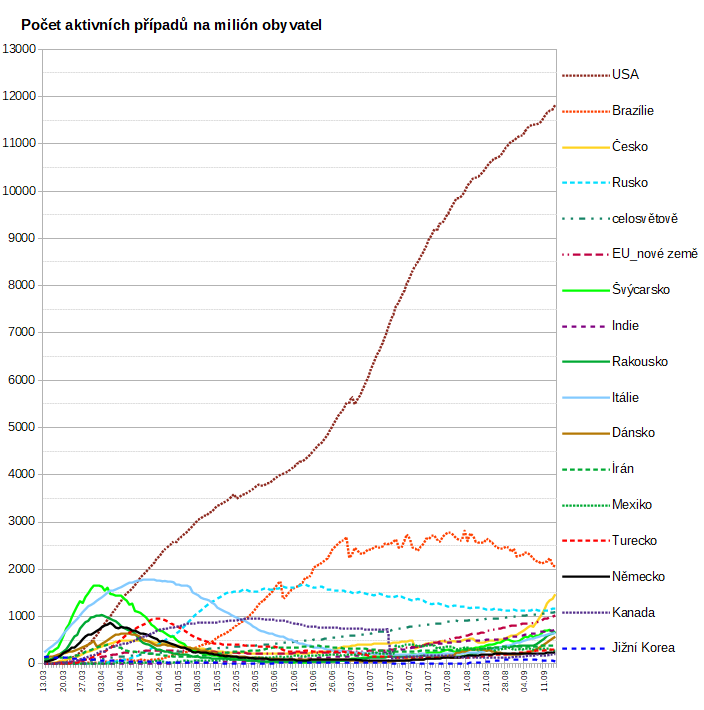 Počet aktivních případů na milión obyvatel
13000
12000
11000
10000
9000
8000
7000
6000
5000
4000
3000
2000
1000
0
13.03
20.03
27.03
03.04
10.04
17.04
24.04
01.05
08.05
15.05
22.05
29.05
05.06
12.06
19.06
26.06
03.07
10.07
17.07
24.07
31.07
07.08
14.08
21.08
28.08
04.09
11.09
USA
Brazílie
Česko
Rusko
celosvětově
EU_nové země
Švýcarsko
Indie
Rakousko
Itálie
Dánsko
Írán
Mexiko
Turecko
Německo
Kanada
Jižní Korea